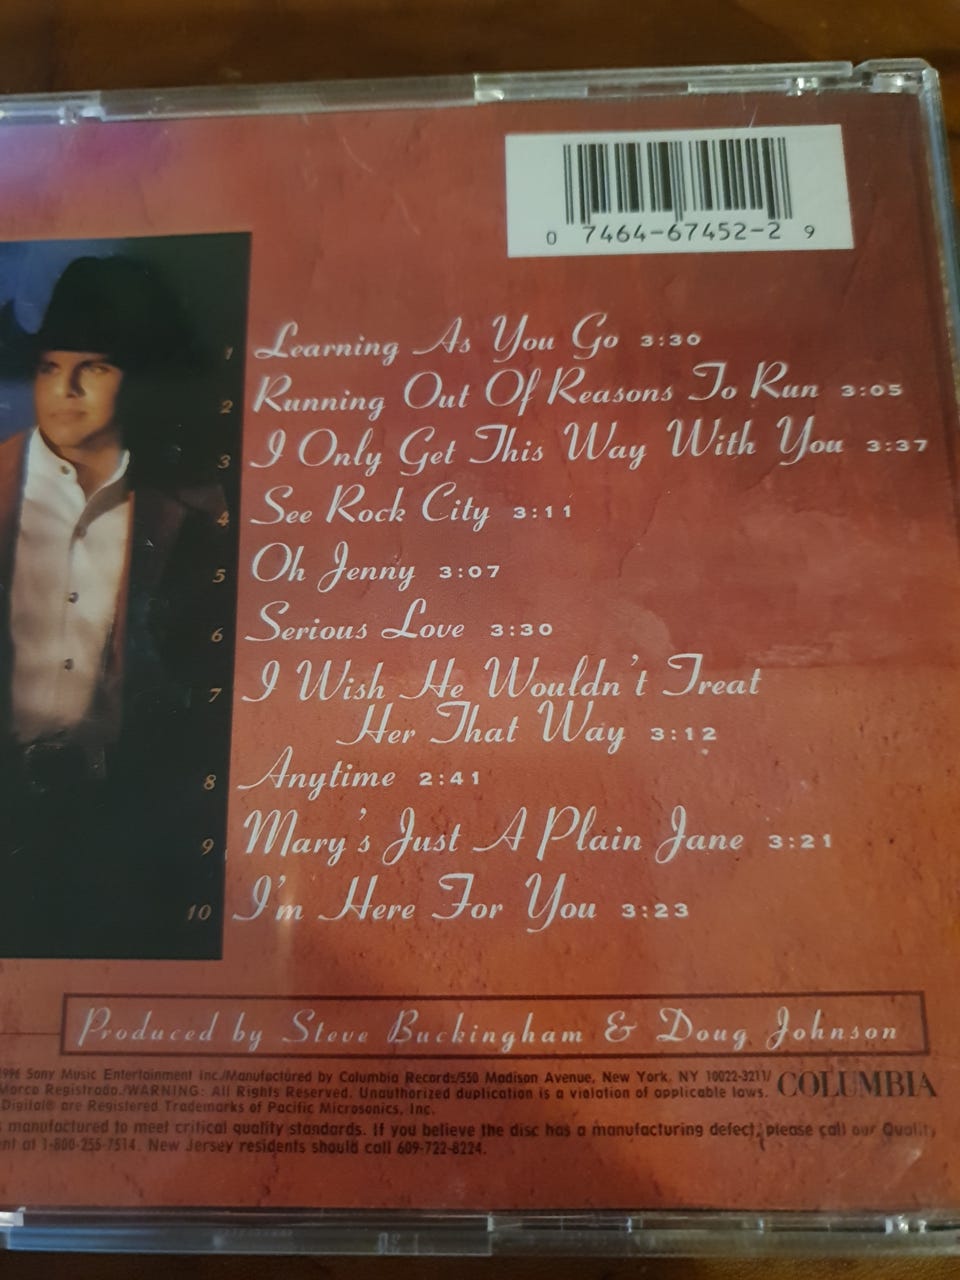 0 74646-67452-2 9
1 Learning As You Go 3:30
2 Running Out Of Reasons To Run 3:05
3 I Only Get This Way With You 3:37
4 See Rock City 3:11
5 Oh Jenny 3:07
6 Serious Love 3:30
7 I Wish He Wouldn't Treat
Her That Way 3:12
8 Anytime 2:41
9 Mary's Just A Plain Jane 3:21
10 I'm Here For You 3:23
Produced by Steve Buckingham & Doug Johnson
1996 Sony Music Entertainment Inc./Manufactured by Columbia Records/550 Madison Avenue, New York, NY 10022-3211/
Marca Registrada./WARNING: All Rights Reserved. Unauthorized duplication is a violation of applicable laws. COLUMBIA
Digital® are Registered Trademarks of Pacific Microsonics, Inc.
manufactured to meet critical quality standards. If you believe the disc has a manufacturing defect, please call our Quality
at 1-800-255-7514. New Jersey residents should call 609-722-8224.